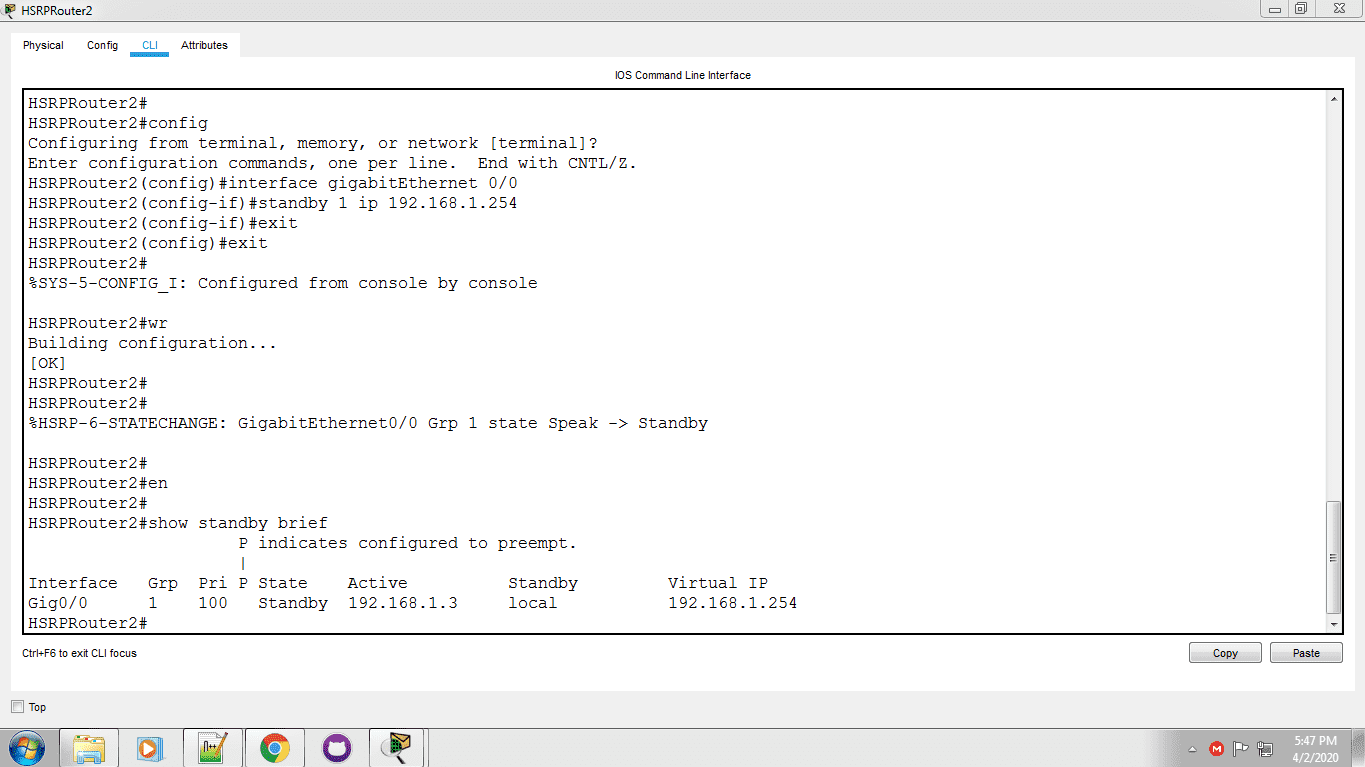 HSRPRouter2
Physical Config CLI Attributes
IOS Command Line Interface
HSRPRouter2#
HSRPRouter2#config
Configuring from terminal, memory, or network [terminal]?
Enter configuration commands, one per line.  End with CNTL/Z.
HSRPRouter2(config)#interface gigabitEthernet 0/0
HSRPRouter2(config-if)#standby 1 ip 192.168.1.254
HSRPRouter2(config-if)#exit
HSRPRouter2(config)#exit
HSRPRouter2#
%SYS-5-CONFIG_I: Configured from console by console
HSRPRouter2#wr
Building configuration...
[OK]
HSRPRouter2#
HSRPRouter2#
%HSRP-6-STATECHANGE: GigabitEthernet0/0 Grp 1 state Speak -> Standby
HSRPRouter2#
HSRPRouter2#en
HSRPRouter2#
HSRPRouter2#show standby brief
P indicates configured to preempt.
|
Interface   Grp  Pri P State    Active          Standby         Virtual IP
Gig0/0      1    100   Standby  192.168.1.3     local           192.168.1.254
HSRPRouter2#
Ctrl+F6 to exit CLI focus
Copy Paste
Top
5:47 PM
4/2/2020